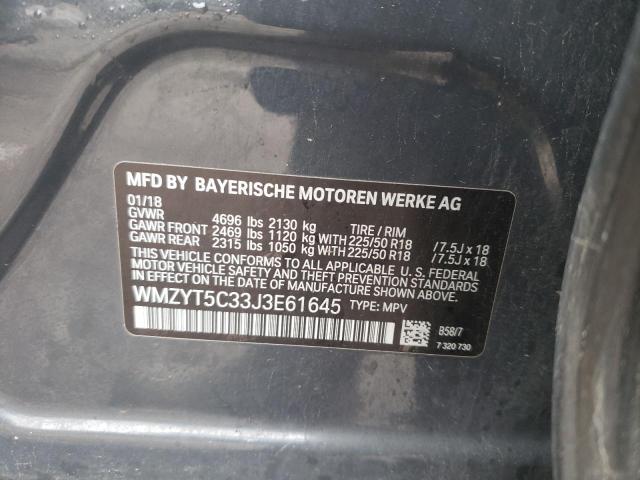 MFD BY BAYERISCHE MOTOREN WERKE AG
01/18
GVWR 4696 lbs 2130 kg TIRE / RIM
GAWR FRONT 2469 lbs 1120 kg WITH 225/50 R18 /7.5J x 18
GAWR REAR 2315 lbs 1050 kg WITH 225/50 R18 /7.5J x 18
THIS VEHICLE CONFORMS TO ALL APPLICABLE U.S. FEDERAL
MOTOR VEHICLE SAFETY, BUMPER, AND THEFT PREVENTION STANDARDS
IN EFFECT ON THE DATE OF MANUFACTURE SHOWN ABOVE.
WMZYT5C33J3E61645 TYPE: MPV
B58/7
7 320 730